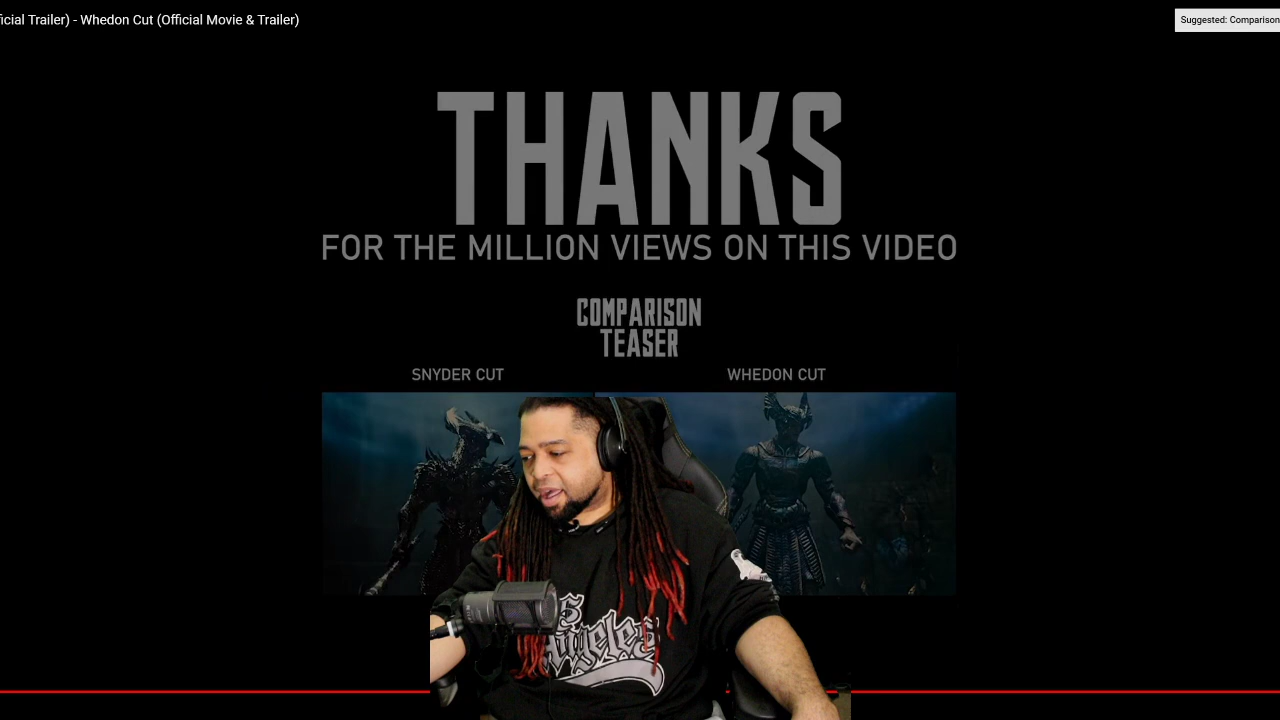 ficial Trailer) - Whedon Cut (Official Movie & Trailer)
Suggested: Comparison
THANKS
FOR THE MILLION VIEWS ON THIS VIDEO
COMPARISON
TEASER
SNYDER CUT
WHEDON CUT